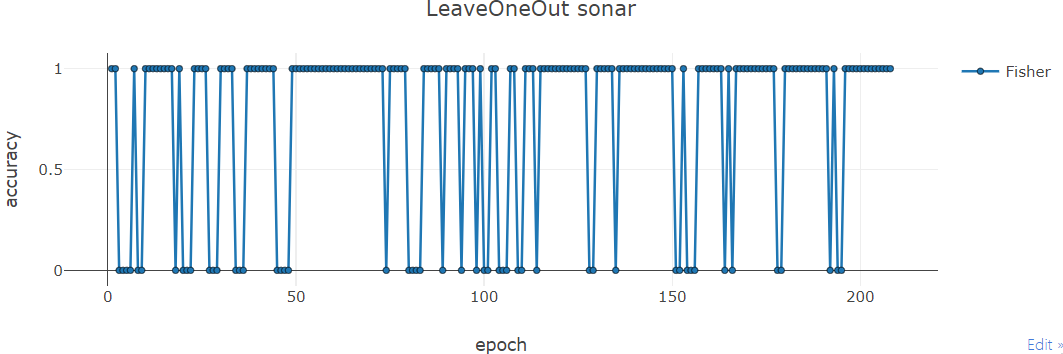 LeaveOneOut sonar
1
0.5
0
accuracy
0 50 100 150 200
epoch
Fisher
Edit »